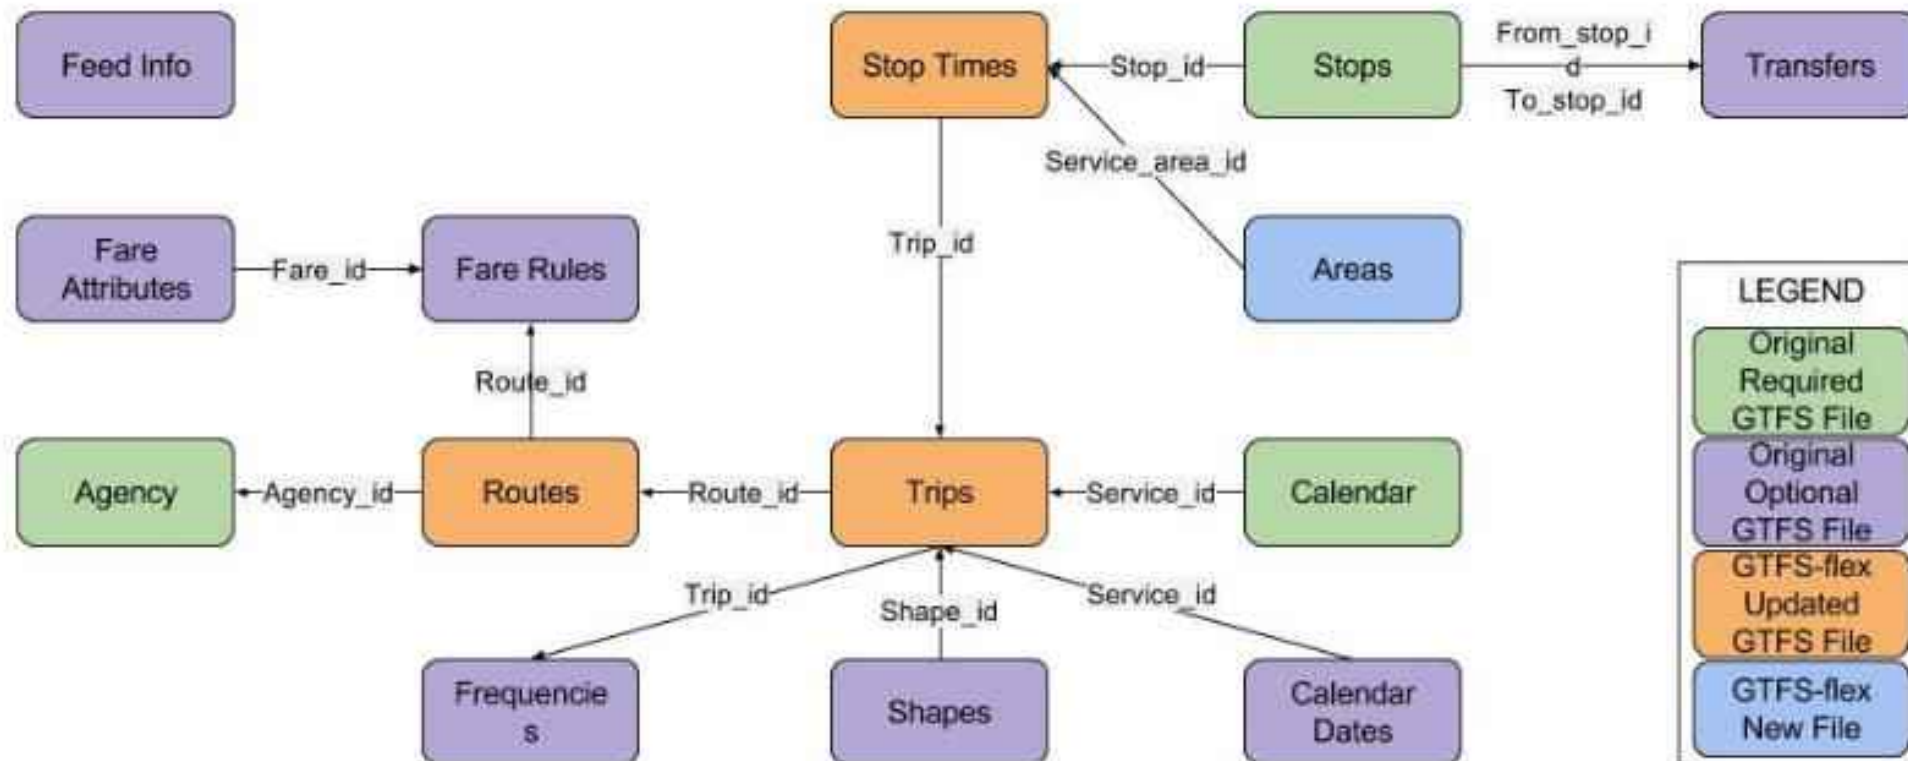 Feed Info
Stop Times
Stop_id
Stops
From_stop_i
d
To_stop_id
Transfers
Service_area_id
Fare
Attributes
Fare_id
Fare Rules
Trip_id
Areas
Route_id
Agency
Agency_id
Routes
Route_id
Trips
Service_id
Calendar
Trip_id
Shape_id
Service_id
Frequencie
s
Shapes
Calendar
Dates
LEGEND
Original
Required
GTFS File
Original
Optional
GTFS File
GTFS-flex
Updated
GTFS File
GTFS-flex
New File